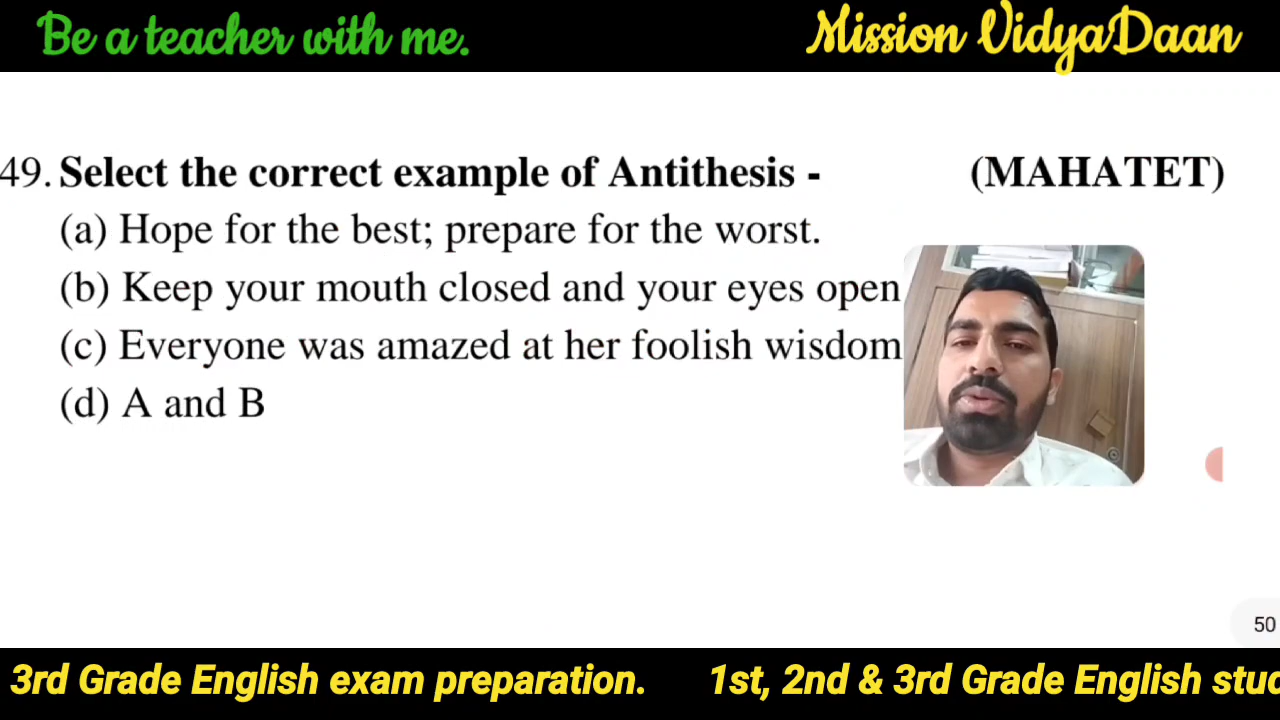 Be a teacher with me.
Mission VidyaDaan
49. Select the correct example of Antithesis - (MAHATET)
(a) Hope for the best; prepare for the worst.
(b) Keep your mouth closed and your eyes open
(c) Everyone was amazed at her foolish wisdom
(d) A and B
50
3rd Grade English exam preparation. 1st, 2nd & 3rd Grade English stud